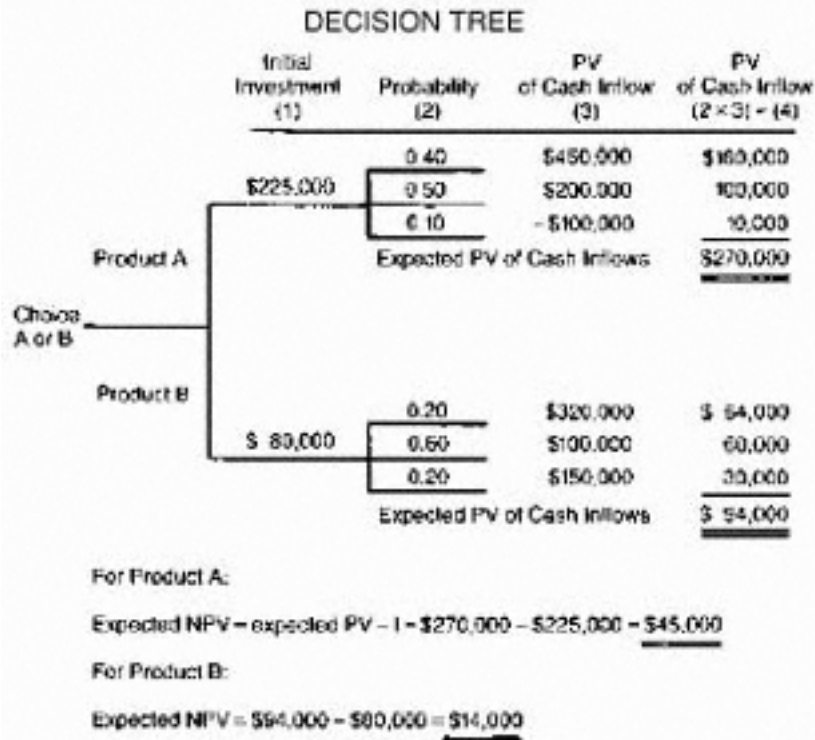 DECISION TREE
Initial Investment (1) Probability (2) PV of Cash Inflow (3) PV of Cash Inflow (2 × 3) = (4)
0.40 $450,000 $160,000
$225,000 0.50 $200,000 100,000
0.10 - $100,000 10,000
Product A Expected PV of Cash Inflows $270,000
Choice A or B
Product B
0.20 $320,000 $ 64,000
$ 80,000 0.60 $100,000 60,000
0.20 $150,000 30,000
Expected PV of Cash Inflows $ 94,000
For Product A:
Expected NPV = expected PV - I = $270,000 - $225,000 = $45,000
For Product B:
Expected NPV = $94,000 - $80,000 = $14,000